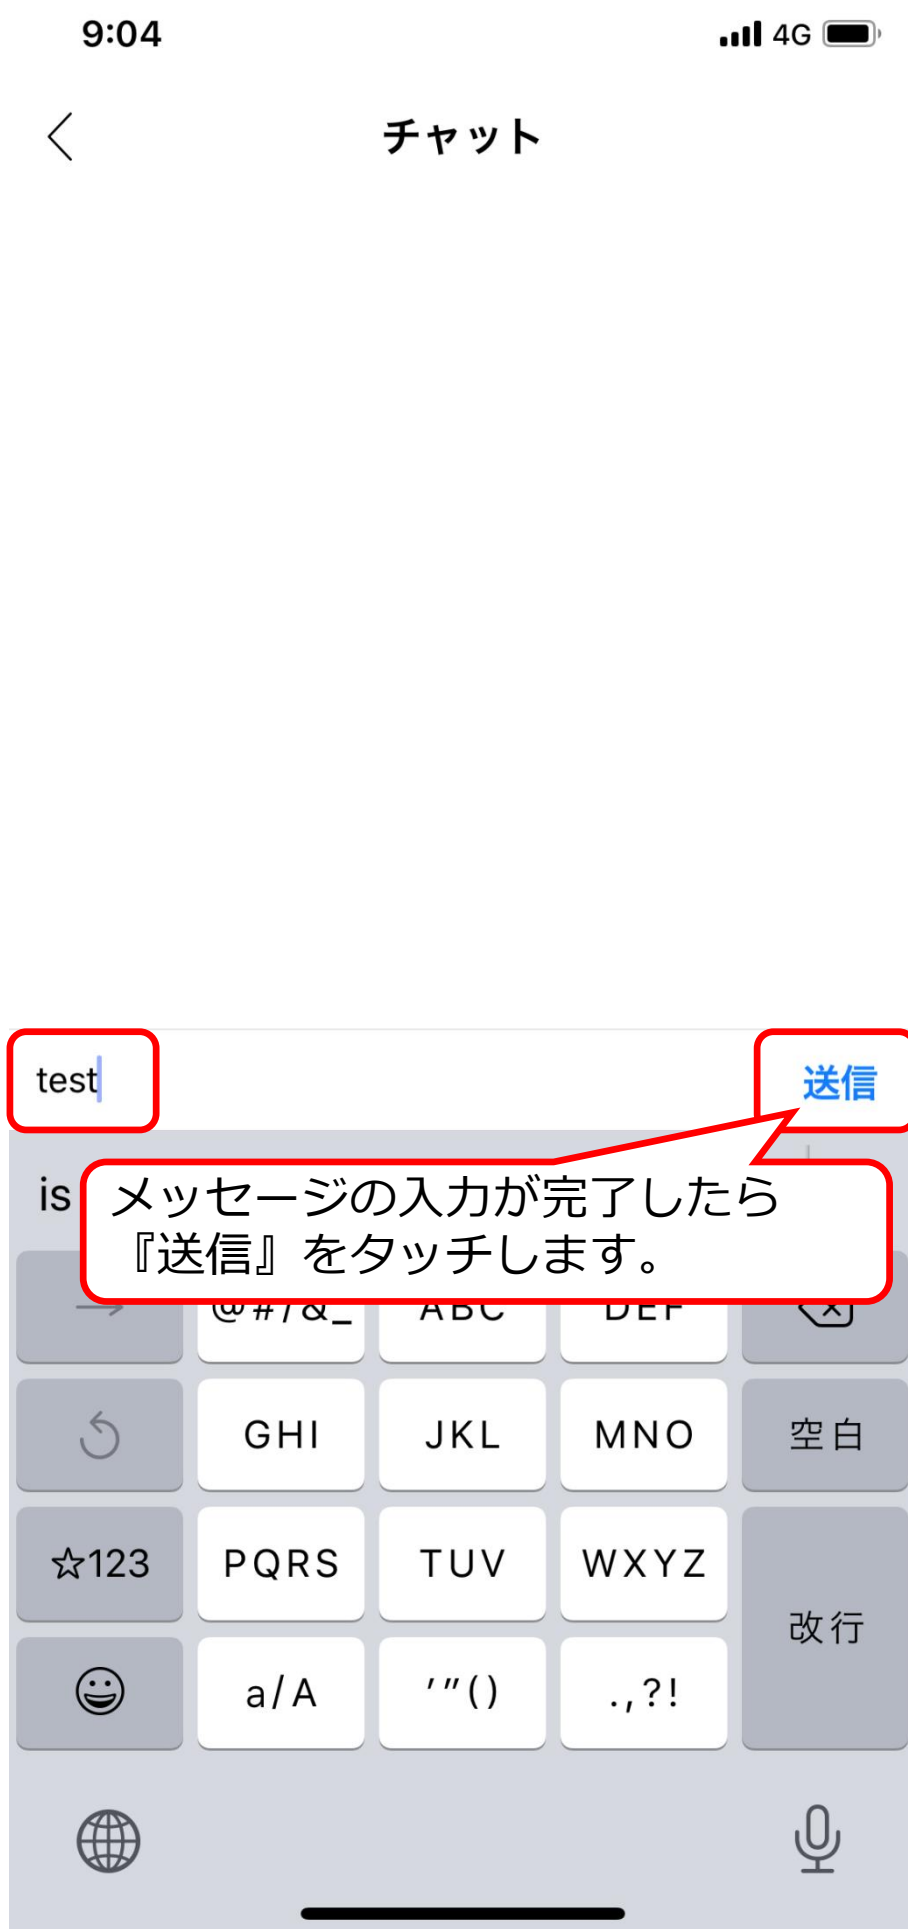 9:04 4G
チャット
test 送信
is
メッセージの入力が完了したら
『送信』をタッチします。
@#/&_ ABC DEF
GHI JKL MNO 空白
☆123 PQRS TUV WXYZ
改行
a/A ′″() .,?!